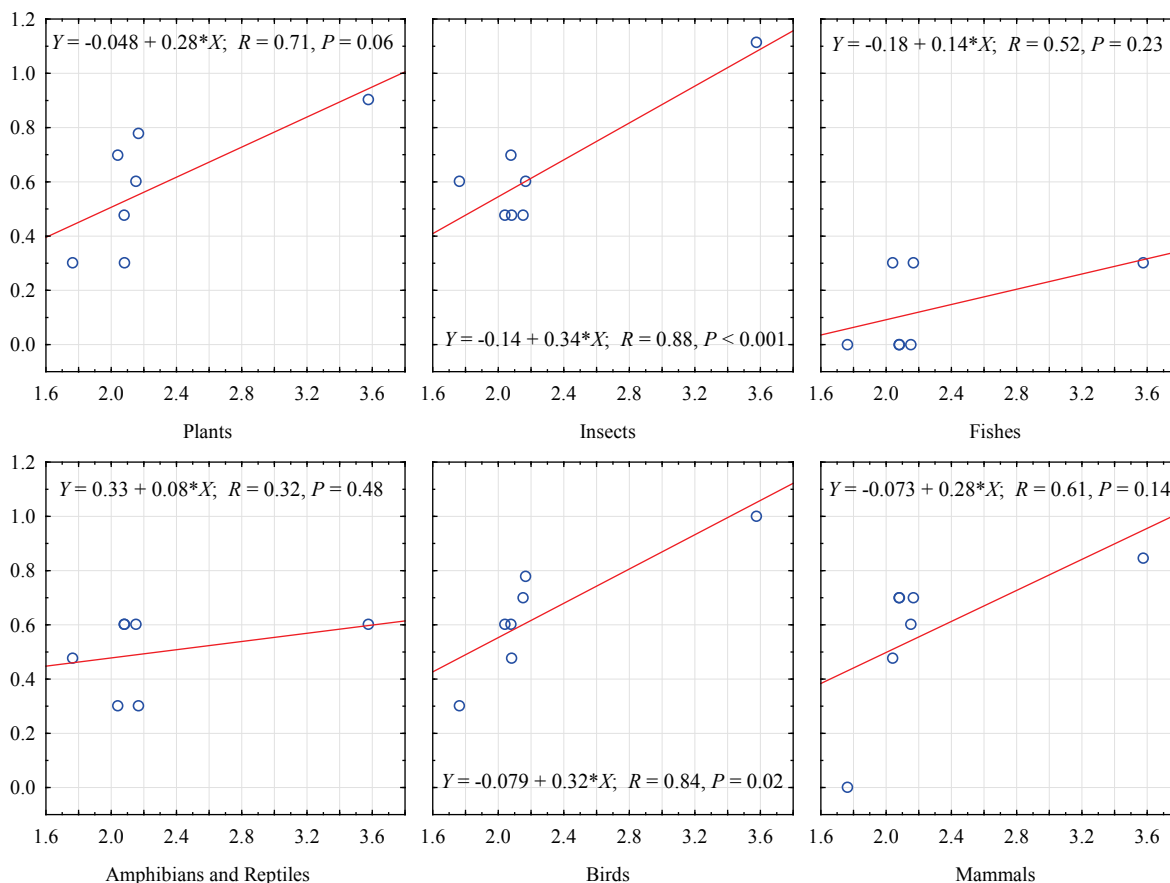 Y = -0.048 + 0.28*X; R = 0.71, P = 0.06
Y = -0.14 + 0.34*X; R = 0.88, P < 0.001
Y = -0.18 + 0.14*X; R = 0.52, P = 0.23
1.2
1.0
0.8
0.6
0.4
0.2
0.0
1.6 2.0 2.4 2.8 3.2 3.6
1.6 2.0 2.4 2.8 3.2 3.6
1.6 2.0 2.4 2.8 3.2 3.6
Plants
Insects
Fishes
Y = 0.33 + 0.08*X; R = 0.32, P = 0.48
Y = -0.079 + 0.32*X; R = 0.84, P = 0.02
Y = -0.073 + 0.28*X; R = 0.61, P = 0.14
1.2
1.0
0.8
0.6
0.4
0.2
0.0
1.6 2.0 2.4 2.8 3.2 3.6
1.6 2.0 2.4 2.8 3.2 3.6
1.6 2.0 2.4 2.8 3.2 3.6
Amphibians and Reptiles
Birds
Mammals